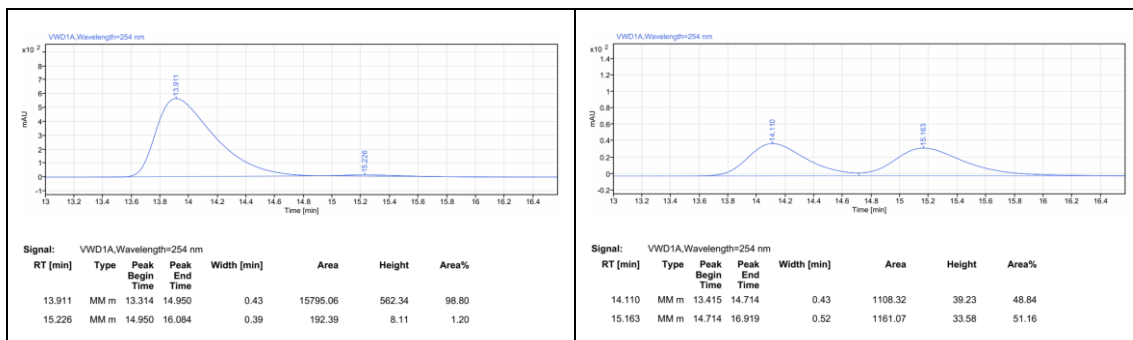 VWD1A,Wavelength=254 nm
x10 2
8
7
6
5
4
3
2
1
0
-1
mAU
13.911
15.226
13 13.2 13.4 13.6 13.8 14 14.2 14.4 14.6 14.8 15 15.2 15.4 15.6 15.8 16 16.2 16.4
Time [min]
Signal: VWD1A,Wavelength=254 nm
RT [min] Type Peak Begin Time Peak End Time Width [min] Area Height Area%
13.911 MM m 13.314 14.950 0.43 15795.06 562.34 98.80
15.226 MM m 14.950 16.084 0.39 192.39 8.11 1.20
VWD1A,Wavelength=254 nm
x10 2
1.4
1.2
1
0.8
0.6
0.4
0.2
0
-0.2
mAU
14.110
15.163
13 13.2 13.4 13.6 13.8 14 14.2 14.4 14.6 14.8 15 15.2 15.4 15.6 15.8 16 16.2 16.4
Time [min]
Signal: VWD1A,Wavelength=254 nm
RT [min] Type Peak Begin Time Peak End Time Width [min] Area Height Area%
14.110 MM m 13.415 14.714 0.43 1108.32 39.23 48.84
15.163 MM m 14.714 16.919 0.52 1161.07 33.58 51.16